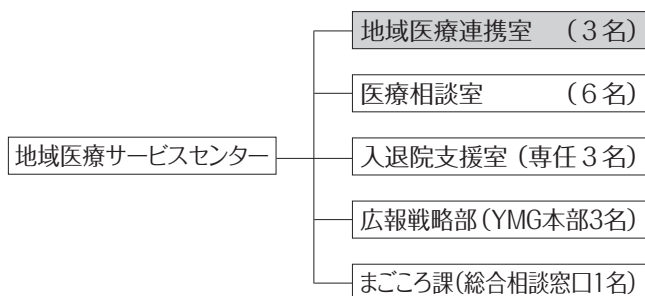 地域医療連携室　（３名）
医療相談室　（６名）
地域医療サービスセンター
入退院支援室（専任３名）
広報戦略部（YMG本部3名）
まごころ課（総合相談窓口1名）